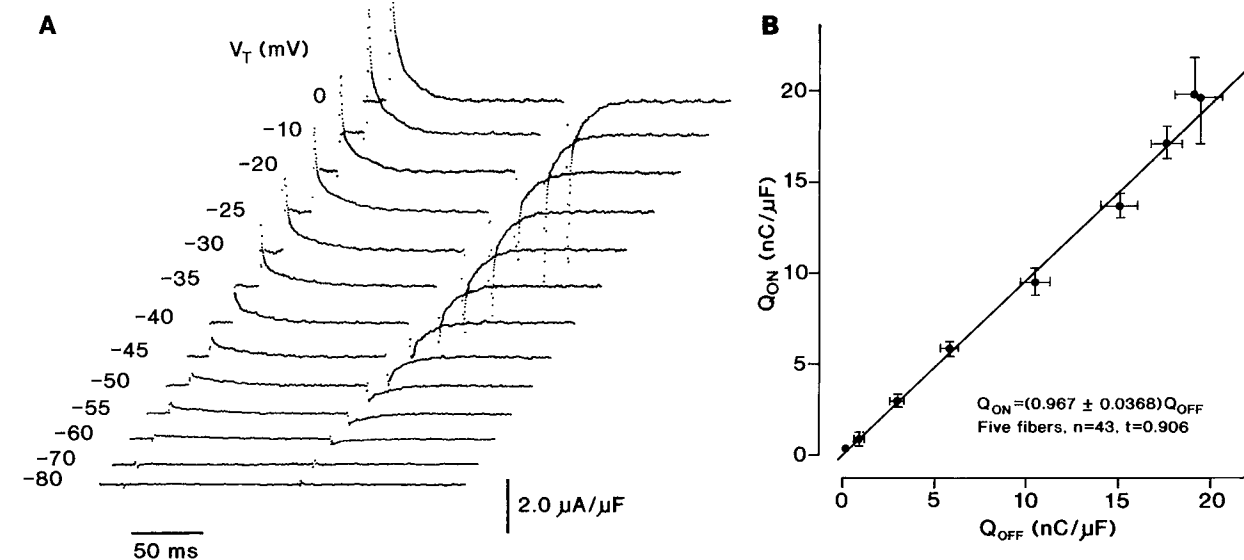 A
V_T (mV)
0
-10
-20
-25
-30
-35
-40
-45
-50
-55
-60
-70
-80
2.0 µA/µF
50 ms
B
Q_ON (nC/µF)
20
15
10
5
0
Q_ON=(0.967 ± 0.0368)Q_OFF
Five fibers, n=43, t=0.906
0 5 10 15 20
Q_OFF (nC/µF)